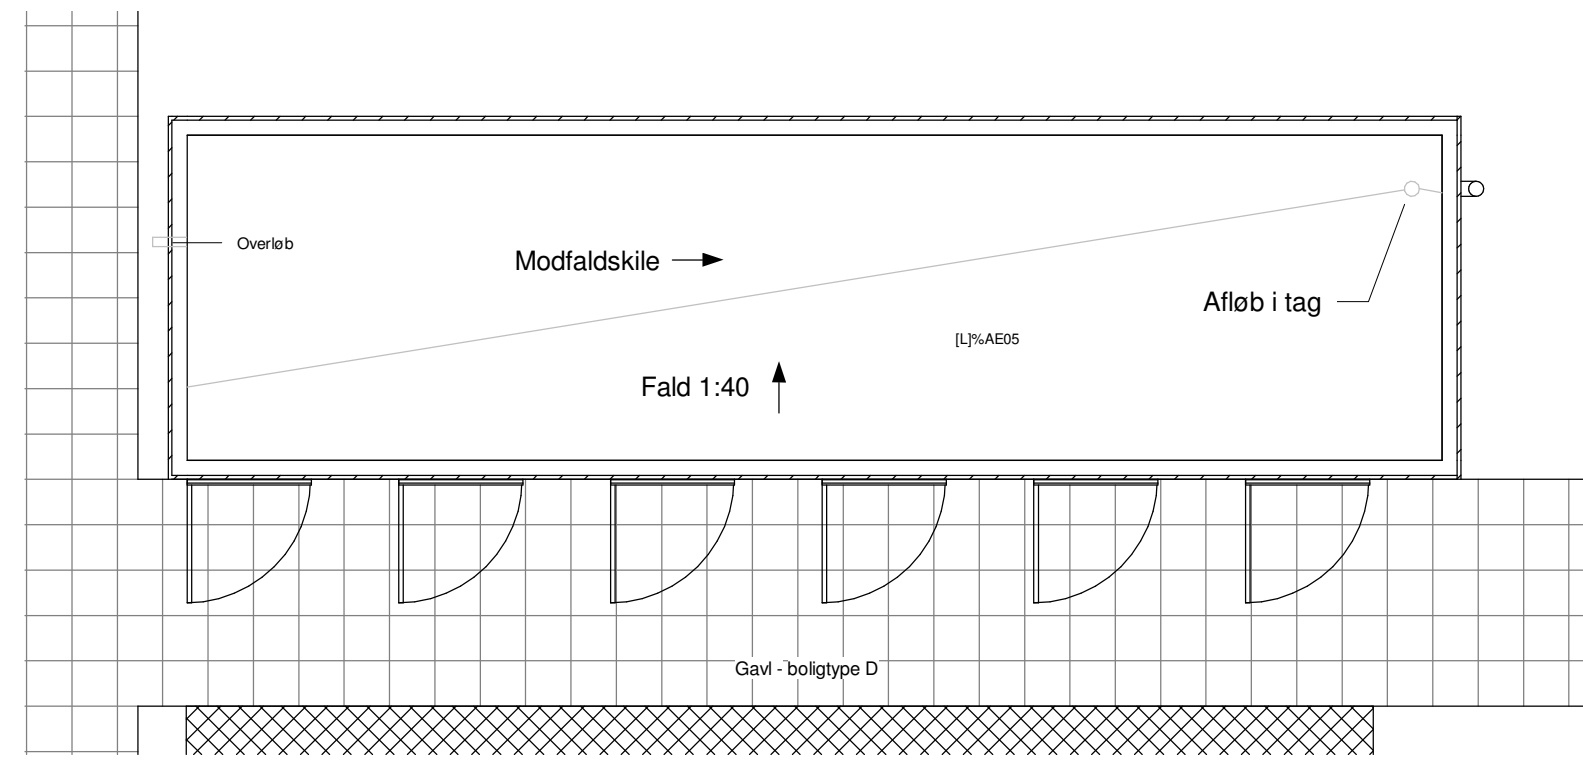 Overløb
Modfaldskile
Afløb i tag
[L]%AE05
Fald 1:40
Gavl - boligtype D